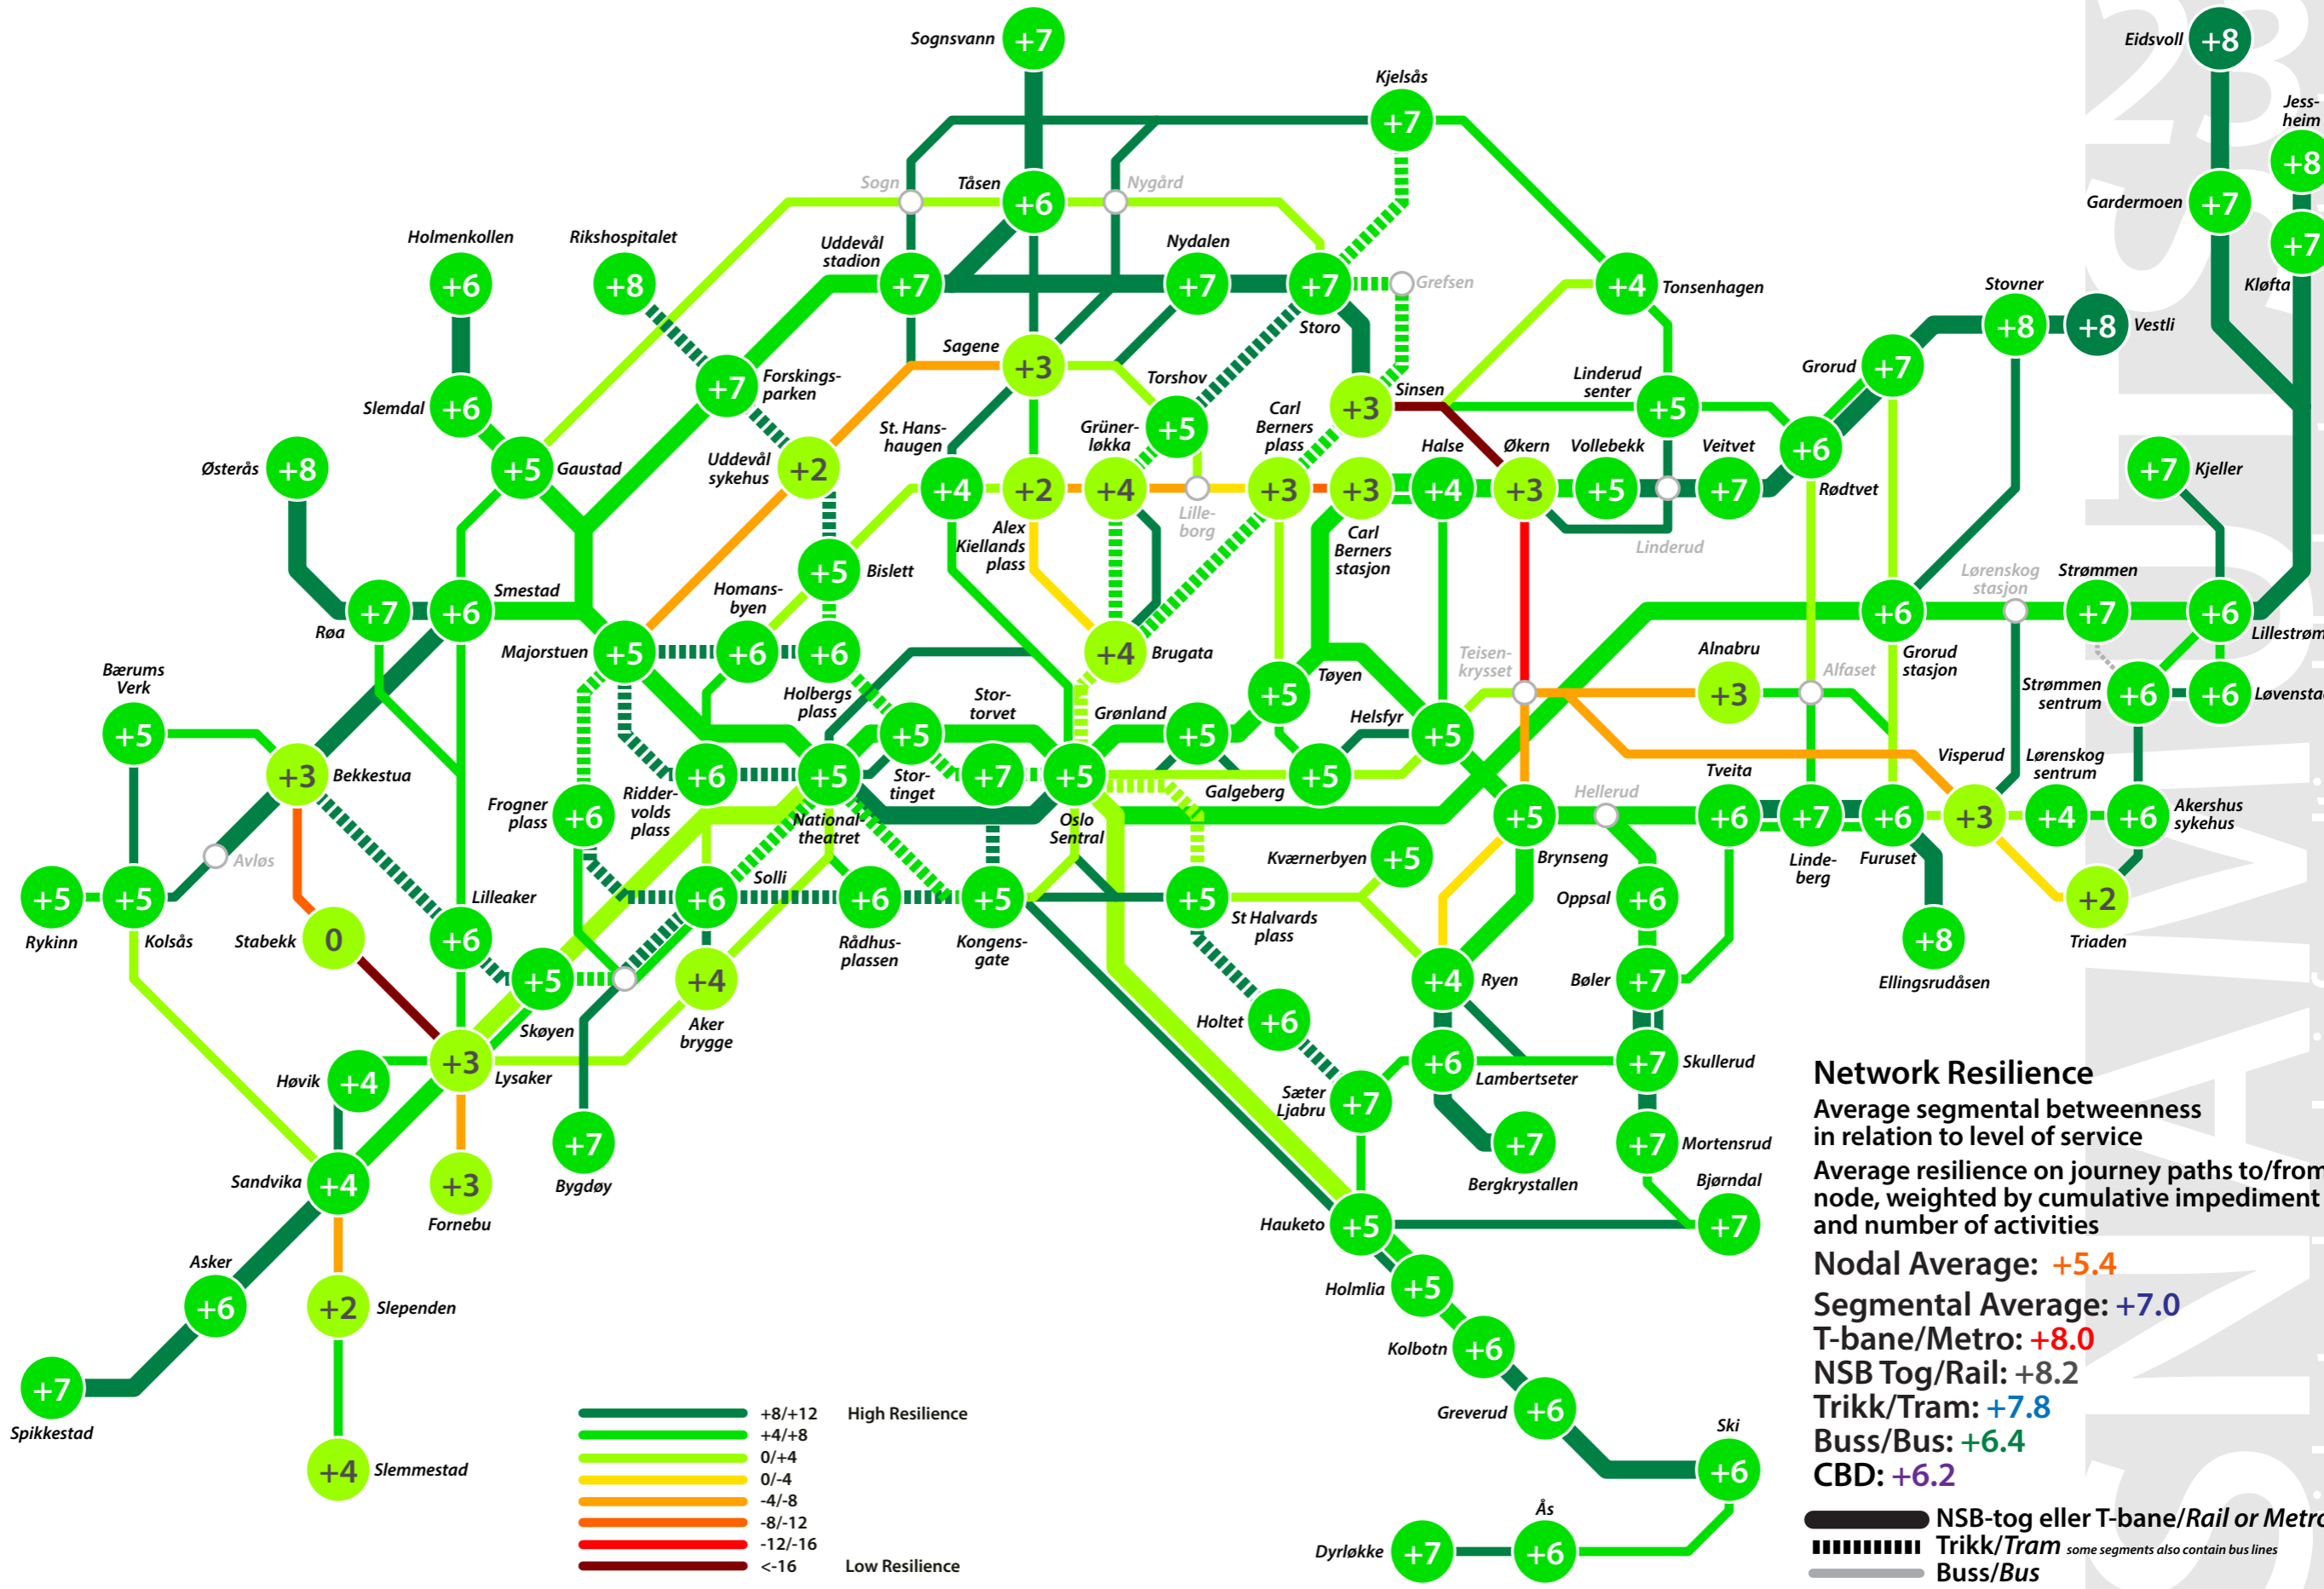 Sognsvann
+7
Kjelsås
+7
Eidsvoll
+8
Jess-
heim
+8
Sogn
Tåsen
+6
Nygård
Gardermoen
+7
+7
Kløfta
Holmenkollen
+6
Rikshospitalet
+8
Uddevål
stadion
+7
Nydalen
+7
+7
Storo
Grefsen
+4
Tonsenhagen
Stovner
+8
+8
Vestli
Slemdal
+6
+7
Forskings-
parken
Sagene
+3
Torshov
+5
+3
Sinsen
Linderud
senter
+5
Grorud
+7
Østerås
+8
+5
Gaustad
Uddevål
sykehus
+2
St. Hans-
haugen
+4
+2
Alex
Kiellands
plass
Grüner-
løkka
+4
Lille-
borg
Carl
Berners
plass
+3
+3
Carl
Berners
stasjon
Halse
+4
Økern
+3
Vollebekk
+5
Veitvet
+7
+6
Rødtvet
Linderud
+7
Kjeller
+7
Røa
+6
Smestad
+5
Bislett
Lørenskog
stasjon
Strømmen
+7
+6
Lillestrøm
+6
Grorud
stasjon
Majorstuen
+5
Homans-
byen
+6
+6
Holbergs
plass
+4
Brugata
+5
Tøyen
Teisen-
krysset
Alnabru
+3
Alfaset
Strømmen
sentrum
+6
+6
Løvenstad
Bærums
Verk
+5
+3
Bekkestua
Frogner
plass
+6
+6
Ridder-
volds
plass
+5
National-
theatret
+5
Stor-
tinget
Stor-
torvet
+7
+5
Oslo
Sentral
Grønland
+5
Galgeberg
+5
Helsfyr
+5
Hellerud
+5
Brynseng
Tveita
+6
+7
Linde-
berg
+6
Furuset
Visperud
+3
Lørenskog
sentrum
+4
+6
Akershus
sykehus
Avløs
+5
Rykinn
+5
Kolsås
Stabekk
0
Lilleaker
+6
+5
Skøyen
Solli
+6
+6
Rådhus-
plassen
+5
Kongens-
gate
+5
St Halvards
plass
Kværnerbyen
+5
Oppsal
+6
+2
Triaden
+8
Ellingsrudåsen
+4
Aker
brygge
+4
Ryen
Bøler
+7
Holtet
+6
Høvik
+4
+3
Lysaker
Sæter
Ljabru
+7
+6
Lambertseter
+7
Skullerud
+7
Bygdøy
Sandvika
+4
+3
Fornebu
+7
Bergkrystallen
+7
Mortensrud
Bjørndal
+7
Hauketo
+5
Asker
+6
+2
Slependen
Holmlia
+5
Kolbotn
+6
+7
Spikkestad
Greverud
+6
Ski
+6
+4
Slemmestad
Dyrløkke
+7
Ås
+6
+8/+12
High Resilience
+4/+8
0/+4
0/-4
-4/-8
-8/-12
-12/-16
<-16
Low Resilience
Network Resilience
Average segmental betweenness
in relation to level of service
Average resilience on journey paths to/from
node, weighted by cumulative impediment
and number of activities
Nodal Average: +5.4
Segmental Average: +7.0
T-bane/Metro: +8.0
NSB Tog/Rail: +8.2
Trikk/Tram: +7.8
Buss/Bus: +6.4
CBD: +6.2
NSB-tog eller T-bane/Rail or Metro
Trikk/Tram some segments also contain bus lines
Buss/Bus
23
SNAMUTS